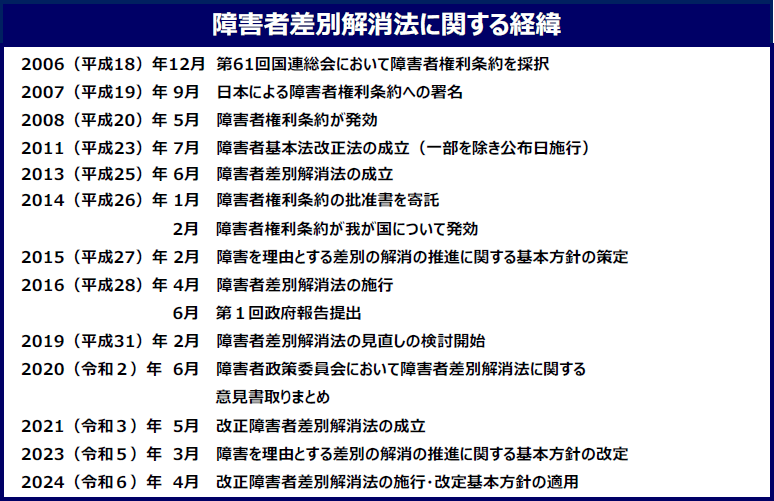 障害者差別解消法に関する経緯
2006（平成18）年12月 第61回国連総会において障害者権利条約を採択
2007（平成19）年 9月 日本による障害者権利条約への署名
2008（平成20）年 5月 障害者権利条約が発効
2011（平成23）年 7月 障害者基本法改正法の成立（一部を除き公布日施行）
2013（平成25）年 6月 障害者差別解消法の成立
2014（平成26）年 1月 障害者権利条約の批准書を寄託
2月 障害者権利条約が我が国について発効
2015（平成27）年 2月 障害を理由とする差別の解消の推進に関する基本方針の策定
2016（平成28）年 4月 障害者差別解消法の施行
6月 第１回政府報告提出
2019（平成31）年 2月 障害者差別解消法の見直しの検討開始
2020（令和２）年 6月 障害者政策委員会において障害者差別解消法に関する
意見書取りまとめ
2021（令和３）年 5月 改正障害者差別解消法の成立
2023（令和５）年 3月 障害を理由とする差別の解消の推進に関する基本方針の改定
2024（令和６）年 4月 改正障害者差別解消法の施行･改定基本方針の適用